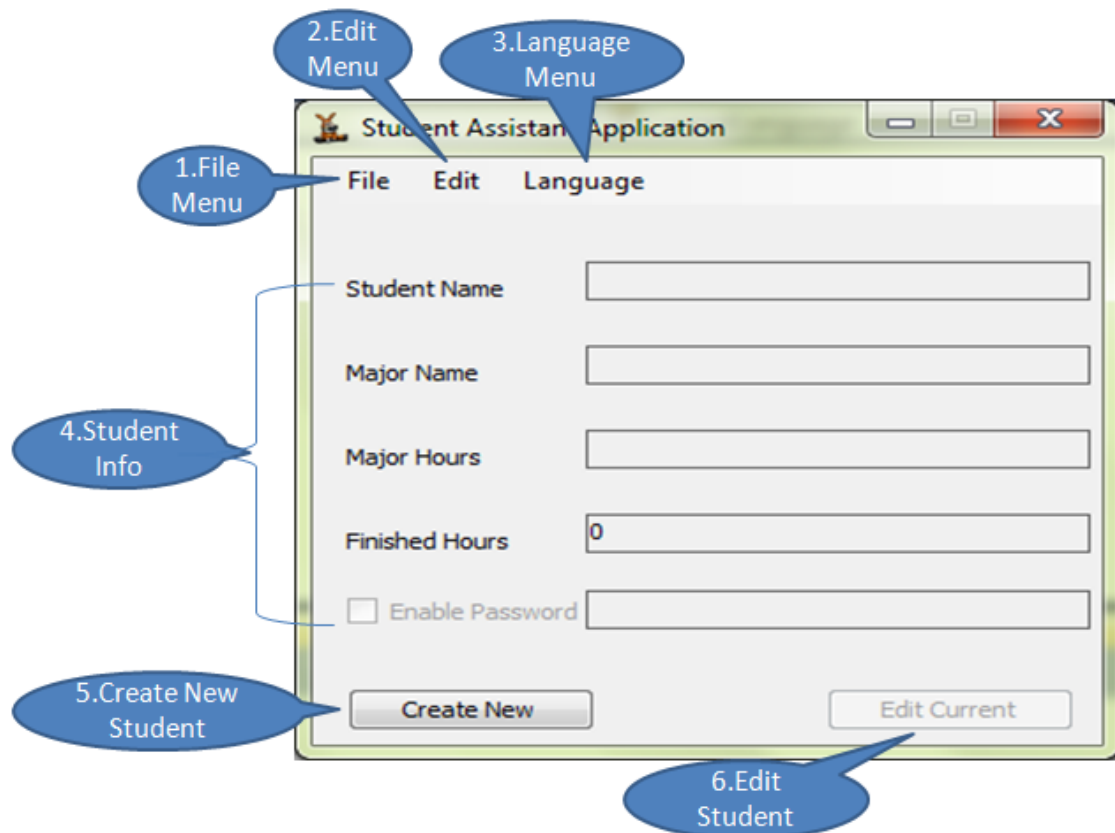 2.Edit
Menu
3.Language
Menu
Student Assistant Application
1.File
Menu
File Edit Language
Student Name
Major Name
4.Student
Info
Major Hours
Finished Hours 0
Enable Password
5.Create New
Student
Create New Edit Current
6.Edit
Student